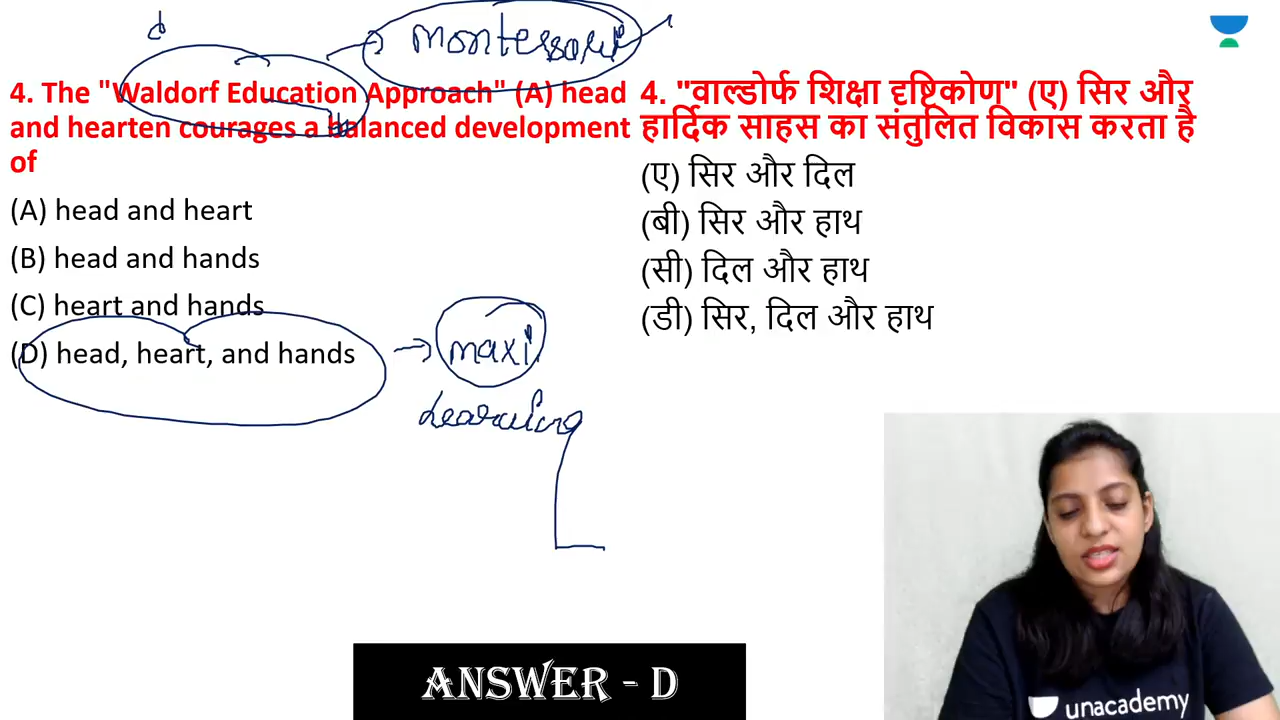 montessori
4. The "Waldorf Education Approach" (A) head
and hearten courages a balanced development
of
(A) head and heart
(B) head and hands
(C) heart and hands
(D) head, heart, and hands
maxi
Learning
4. "वाल्डोर्फ शिक्षा दृष्टिकोण" (ए) सिर और
हार्दिक साहस का संतुलित विकास करता है
(ए) सिर और दिल
(बी) सिर और हाथ
(सी) दिल और हाथ
(डी) सिर, दिल और हाथ
ANSWER - D
unacademy